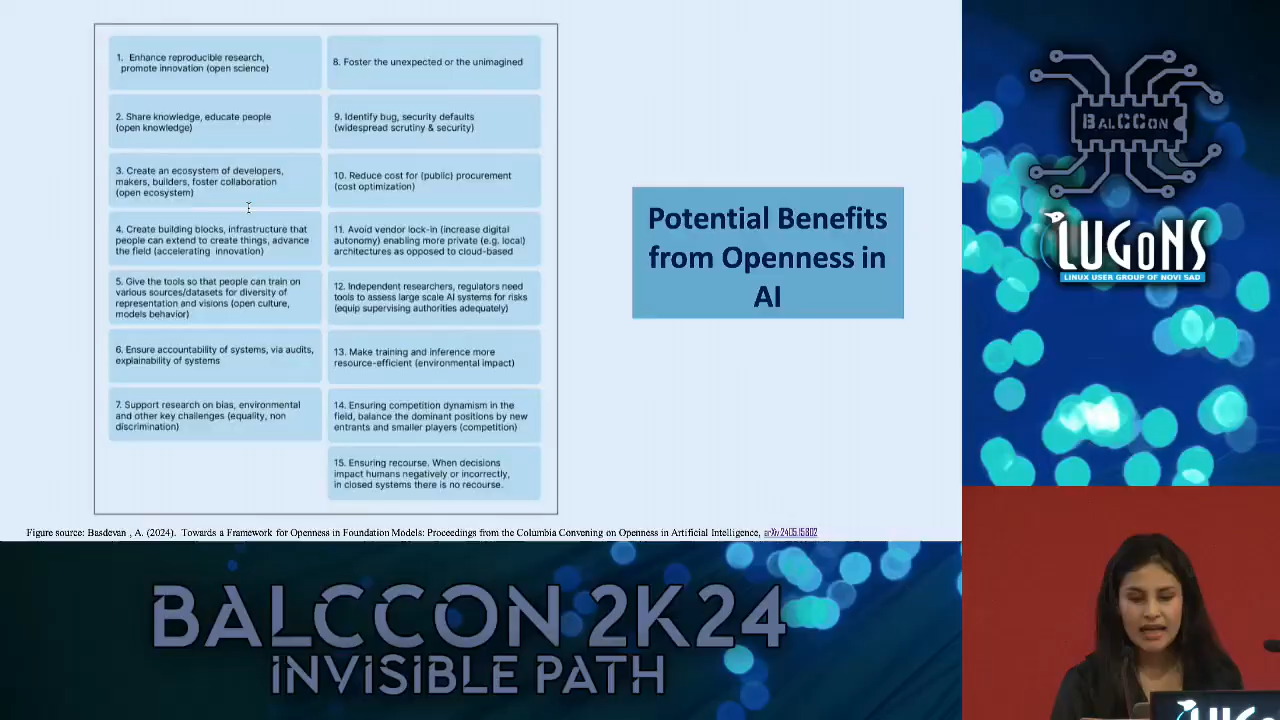 1. Enhance reproducible research,
promote innovation (open science)
2. Share knowledge, educate people
(open knowledge)
3. Create an ecosystem of developers,
makers, builders, foster collaboration
(open ecosystem)
4. Create building blocks, infrastructure that
people can extend to create things, advance
the field (accelerating innovation)
5. Give the tools so that people can train on
various sources/datasets for diversity of
representation and visions (open culture,
models behavior)
6. Ensure accountability of systems, via audits,
explainability of systems
7. Support research on bias, environmental
and other key challenges (equality, non
discrimination)
8. Foster the unexpected or the unimagined
9. Identify bug, security defaults
(widespread scrutiny & security)
10. Reduce cost for (public) procurement
(cost optimization)
11. Avoid vendor lock-in (increase digital
autonomy) enabling more private (e.g. local)
architectures as opposed to cloud-based
12. Independent researchers, regulators need
tools to assess large scale AI systems for risks
(equip supervising authorities adequately)
13. Make training and inference more
resource-efficient (environmental impact)
14. Ensuring competition dynamism in the
field, balance the dominant positions by new
entrants and smaller players (competition)
15. Ensuring recourse. When decisions
impact humans negatively or incorrectly,
in closed systems there is no recourse.
Potential Benefits
from Openness in
AI
Figure source: Basdevan , A. (2024). Towards a Framework for Openness in Foundation Models: Proceedings from the Columbia Convening on Openness in Artificial Intelligence, arXiv:2405.15802
BALCCON
LUGONS
LINUX USER GROUP OF NOVI SAD
BALCCON 2K24
INVISIBLE PATH